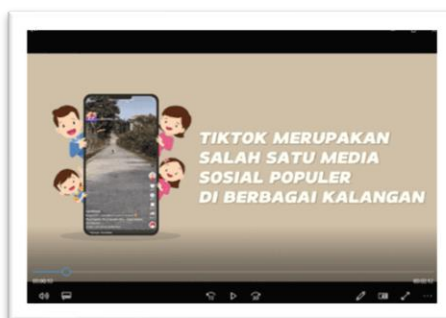 TIKTOK MERUPAKAN
SALAH SATU MEDIA
SOSIAL POPULER
DI BERBAGAI KALANGAN